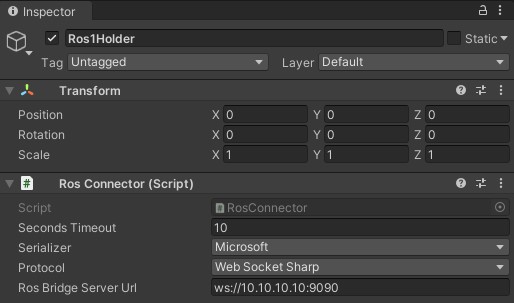 Inspector
Ros1Holder Static
Tag Untagged Layer Default
Transform
Position X 0 Y 0 Z 0
Rotation X 0 Y 0 Z 0
Scale X 1 Y 1 Z 1
# Ros Connector (Script)
Script # RosConnector
Seconds Timeout 10
Serializer Microsoft
Protocol Web Socket Sharp
Ros Bridge Server Url ws://10.10.10.10:9090